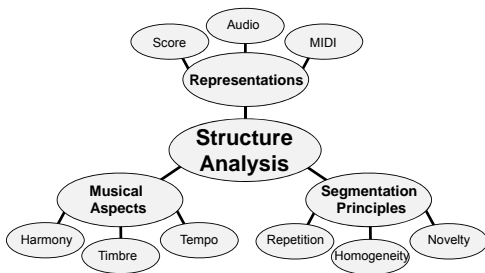 Audio
Score
MIDI
Representations
Structure
Analysis
Musical
Aspects
Segmentation
Principles
Harmony
Timbre
Tempo
Repetition
Homogeneity
Novelty